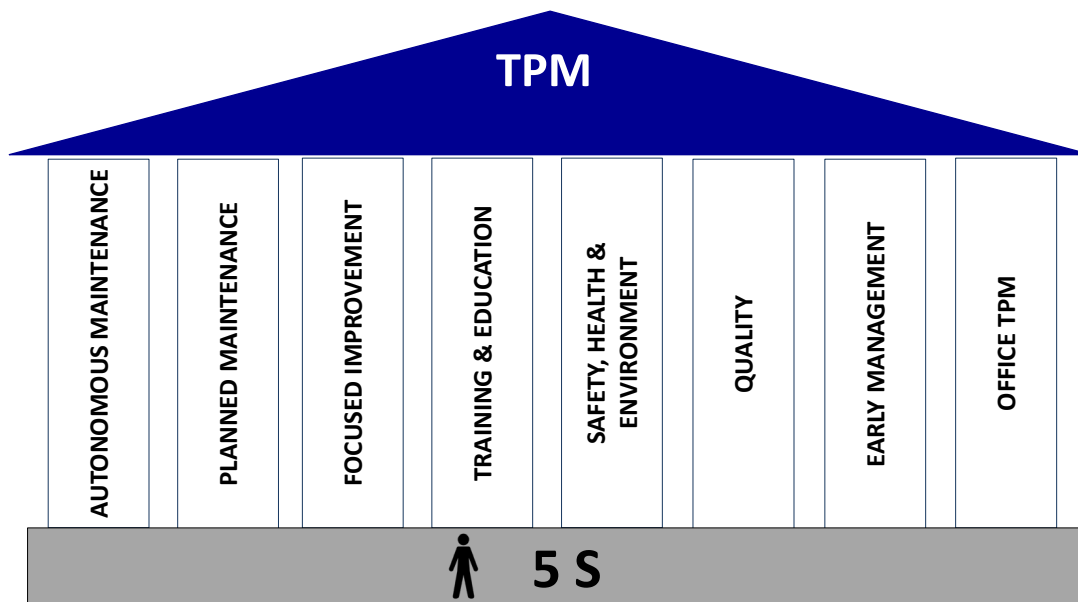 TPM
AUTONOMOUS MAINTENANCE
PLANNED MAINTENANCE
FOCUSED IMPROVEMENT
TRAINING & EDUCATION
SAFETY, HEALTH &
ENVIRONMENT
QUALITY
EARLY MANAGEMENT
OFFICE TPM
5 S